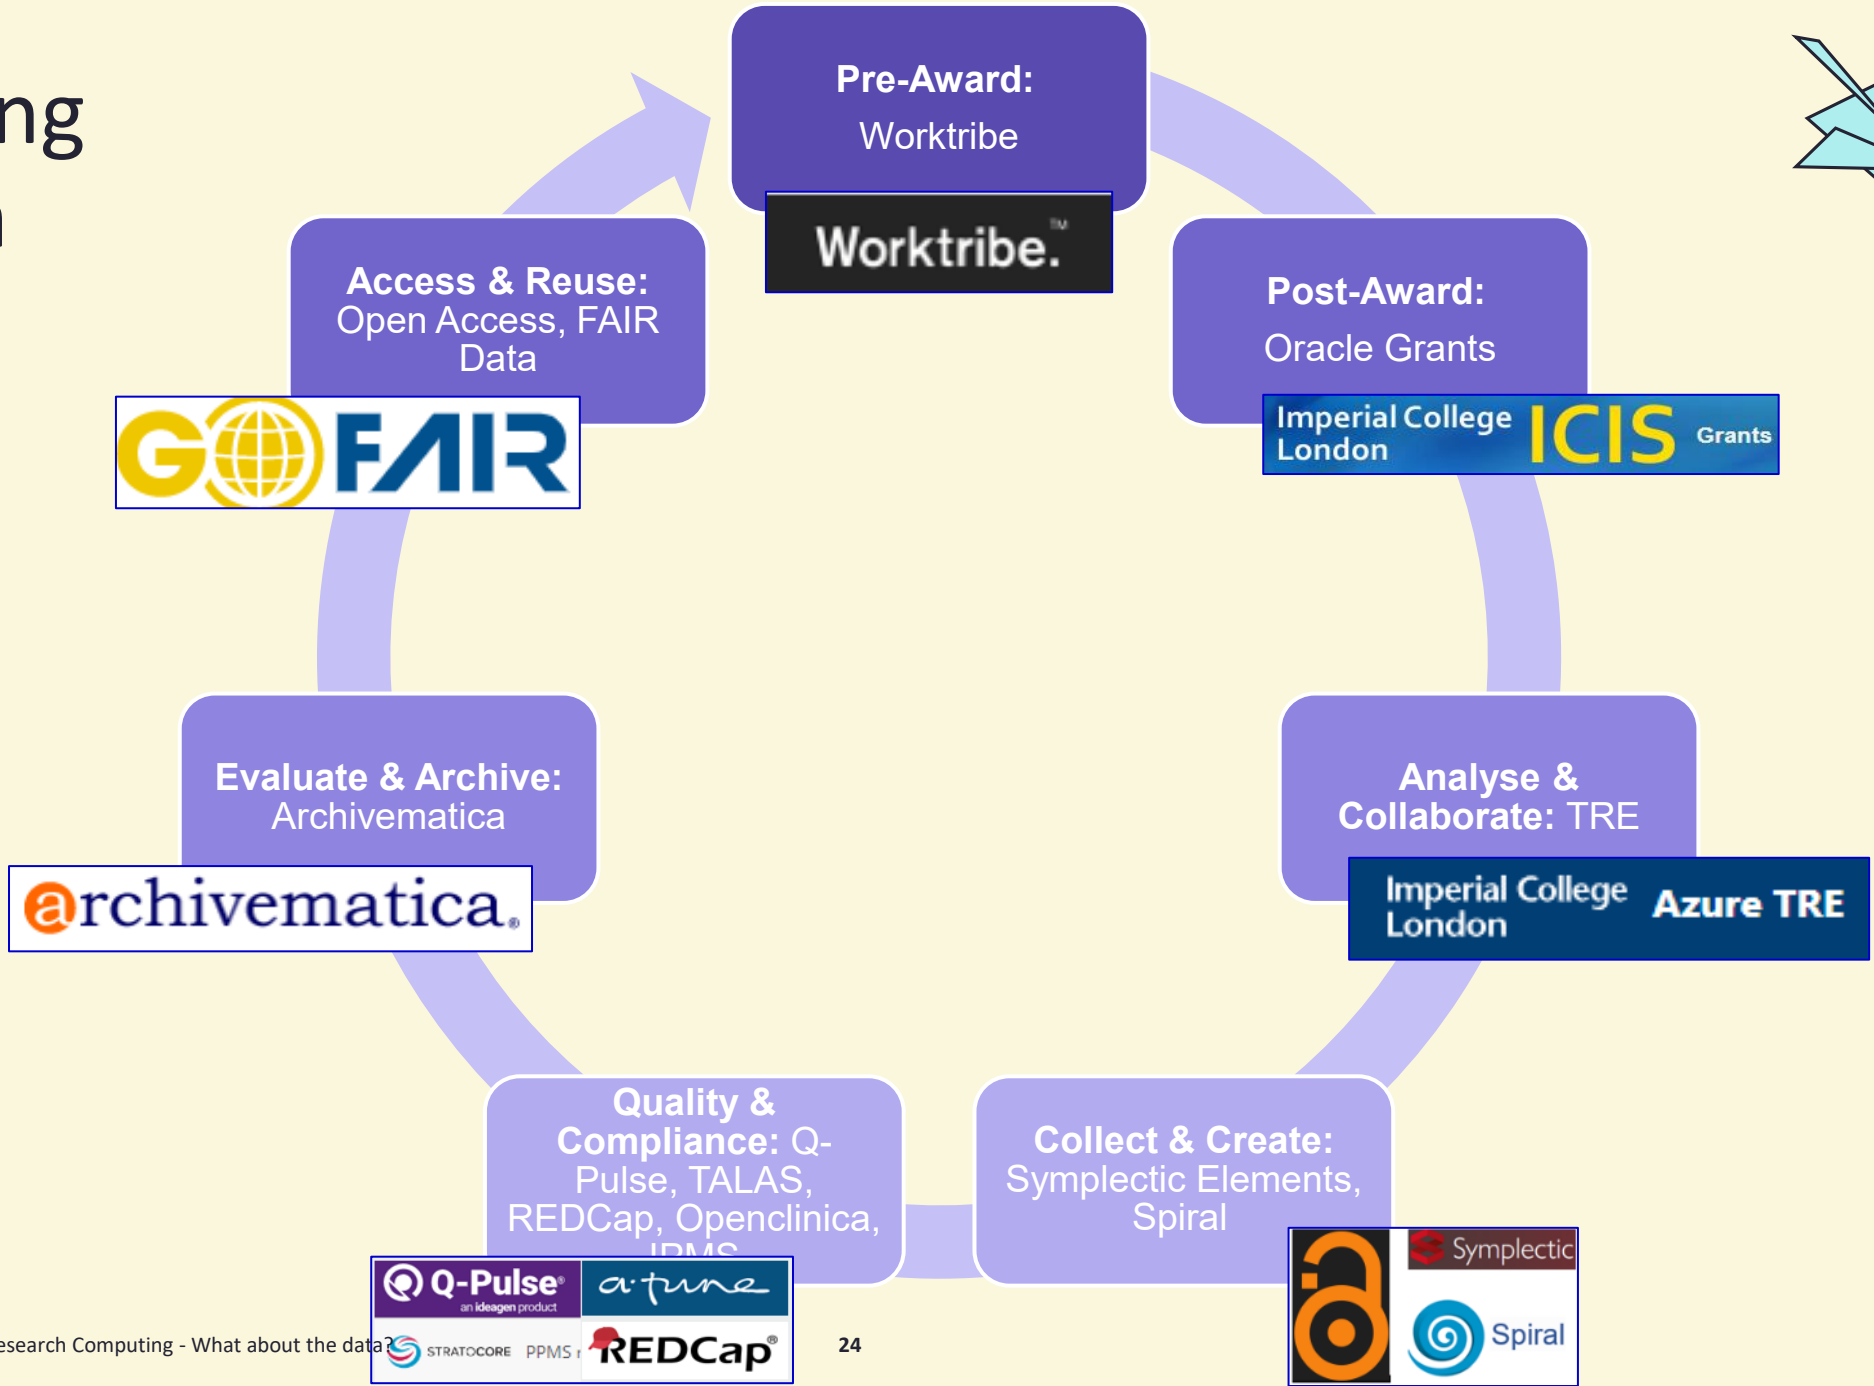 ng
Pre-Award:
Worktribe
Worktribe.™
Post-Award:
Oracle Grants
Imperial College
London
ICIS Grants
Analyse &
Collaborate: TRE
Imperial College
London
Azure TRE
Collect & Create:
Symplectic Elements,
Spiral
Symplectic
Spiral
Quality &
Compliance: Q-
Pulse, TALAS,
REDCap, Openclinica,
Q-Pulse®
an ideagen product
a·tune
STRATOCORE PPMS
REDCap®
Evaluate & Archive:
Archivematica
archivematica®
Access & Reuse:
Open Access, FAIR
Data
GO FAIR
esearch Computing - What about the data?
24